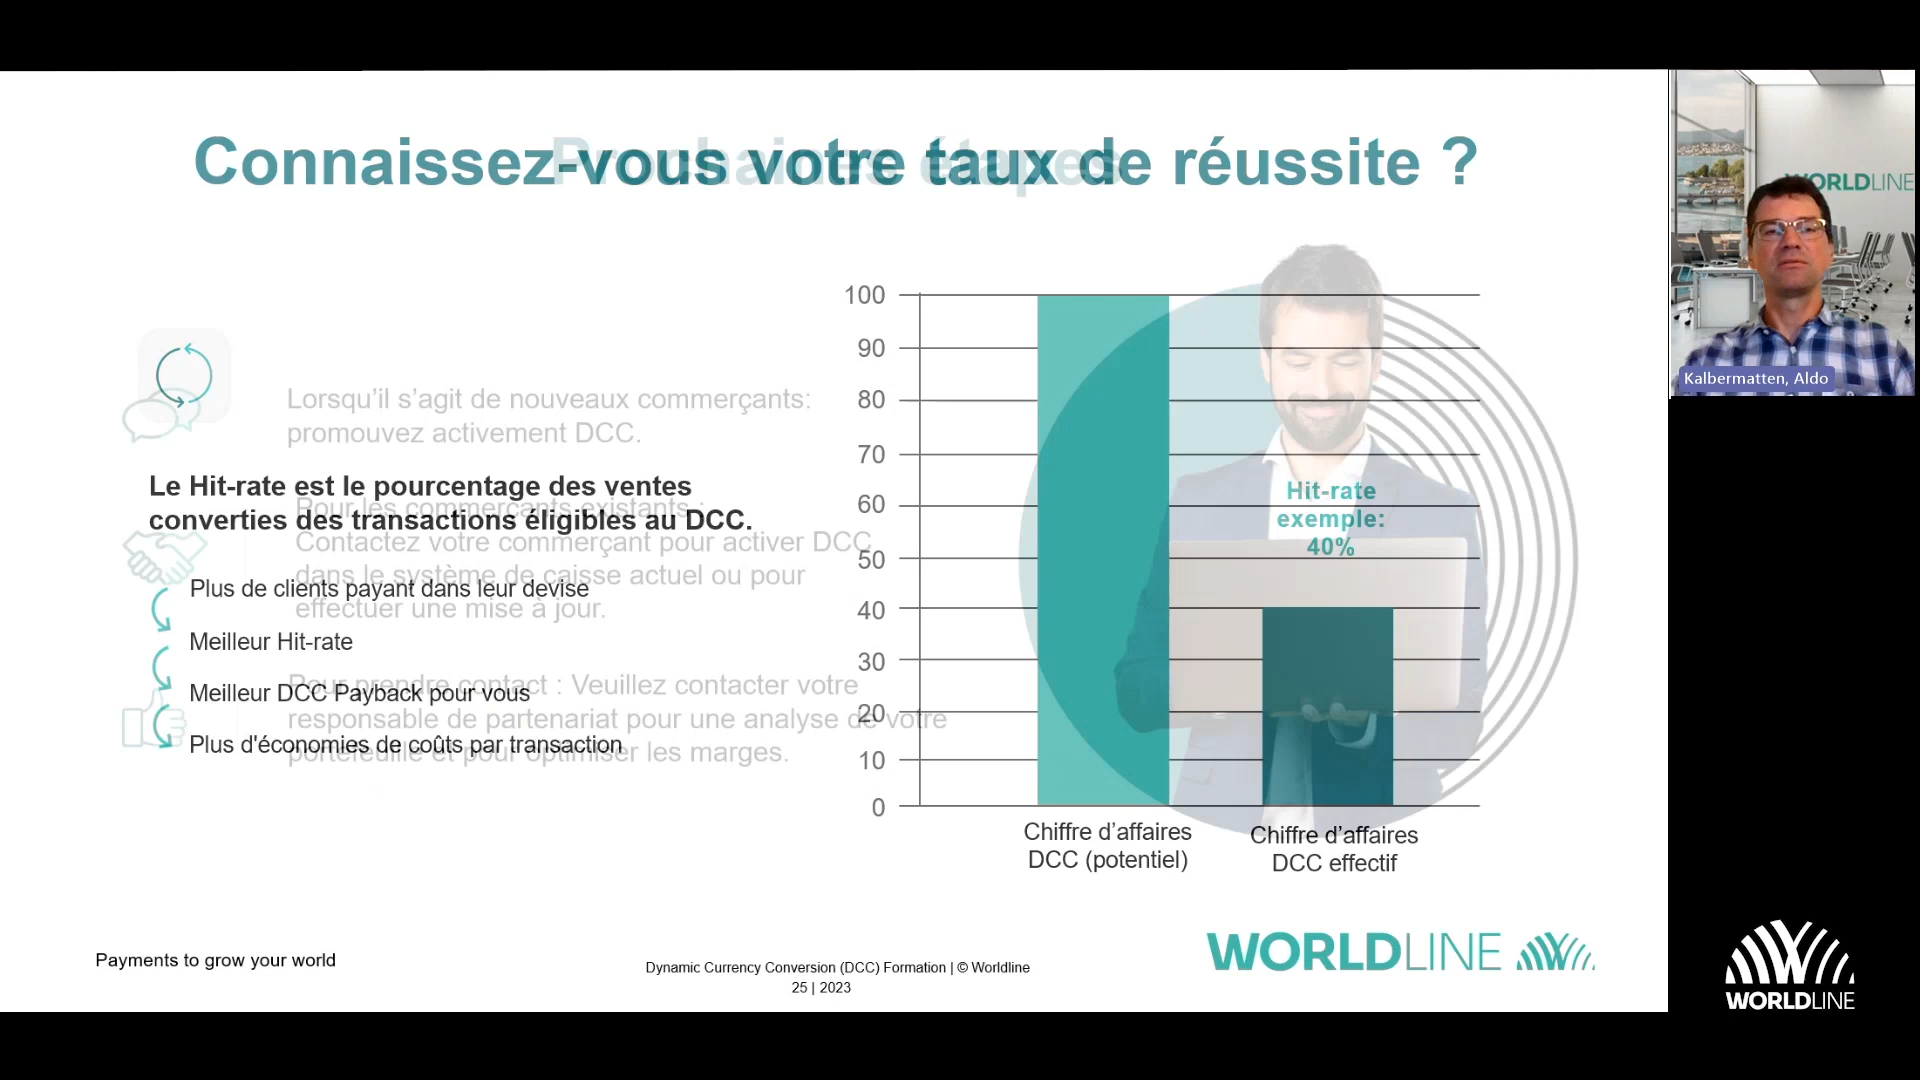 Connaissez-vous votre taux de réussite ?
Prochaines étapes
Lorsqu’il s’agit de nouveaux commerçants:
promouvez activement DCC.
Le Hit-rate est le pourcentage des ventes
converties des transactions éligibles au DCC.
Pour les commerçants existants :
Contactez votre commerçant pour activer DCC
dans le système de caisse actuel ou pour
effectuer une mise à jour.
Plus de clients payant dans leur devise
Meilleur Hit-rate
Meilleur DCC Payback pour vous
Plus d'économies de coûts par transaction
Pour prendre contact : Veuillez contacter votre
responsable de partenariat pour une analyse de votre
portefeuille et pour optimiser les marges.
100
90
80
70
60
50
40
30
20
10
0
Hit-rate
exemple:
40%
Chiffre d’affaires
DCC (potentiel)
Chiffre d’affaires
DCC effectif
Payments to grow your world
Dynamic Currency Conversion (DCC) Formation | © Worldline
25 | 2023
WORLDLINE
WORLDLINE
Kalbermatten, Aldo
WORLDLINE